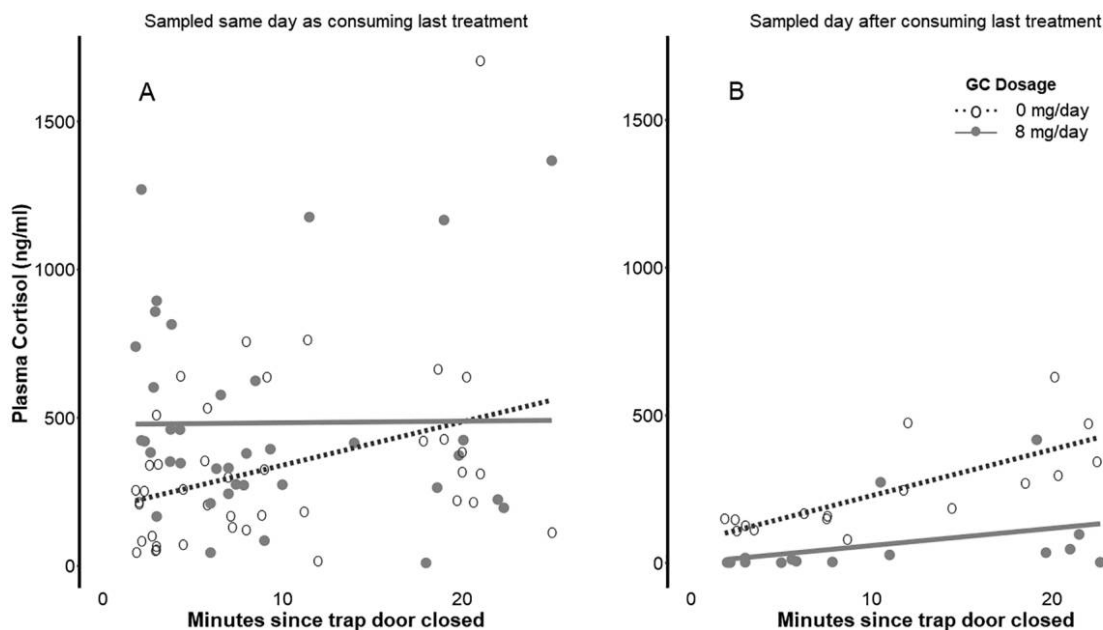 Sampled same day as consuming last treatment
Sampled day after consuming last treatment
A
B
GC Dosage
0 mg/day
8 mg/day
1500
1000
500
0
Plasma Cortisol (ng/ml)
0
10
20
Minutes since trap door closed
1500
1000
500
0
0
10
20
Minutes since trap door closed